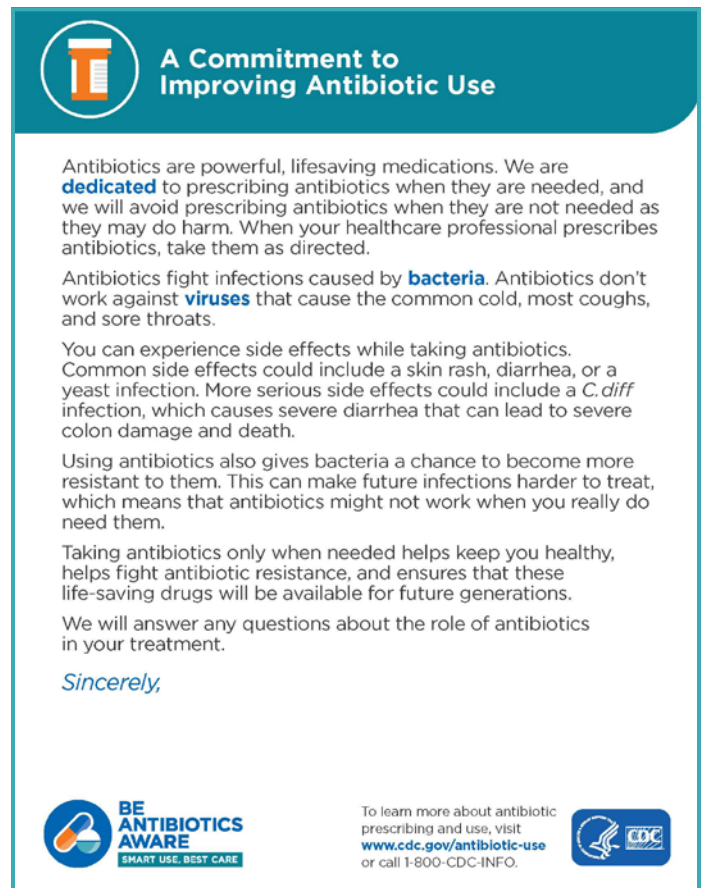 A Commitment to
Improving Antibiotic Use
Antibiotics are powerful, lifesaving medications. We are
dedicated to prescribing antibiotics when they are needed, and
we will avoid prescribing antibiotics when they are not needed as
they may do harm. When your healthcare professional prescribes
antibiotics, take them as directed.
Antibiotics fight infections caused by bacteria. Antibiotics don't
work against viruses that cause the common cold, most coughs,
and sore throats.
You can experience side effects while taking antibiotics.
Common side effects could include a skin rash, diarrhea, or a
yeast infection. More serious side effects could include a C. diff
infection, which causes severe diarrhea that can lead to severe
colon damage and death.
Using antibiotics also gives bacteria a chance to become more
resistant to them. This can make future infections harder to treat,
which means that antibiotics might not work when you really do
need them.
Taking antibiotics only when needed helps keep you healthy,
helps fight antibiotic resistance, and ensures that these
life-saving drugs will be available for future generations.
We will answer any questions about the role of antibiotics
in your treatment.
Sincerely,
BE
ANTIBIOTICS
AWARE
SMART USE, BEST CARE
To learn more about antibiotic
prescribing and use, visit
www.cdc.gov/antibiotic-use
or call 1-800-CDC-INFO.
CDC